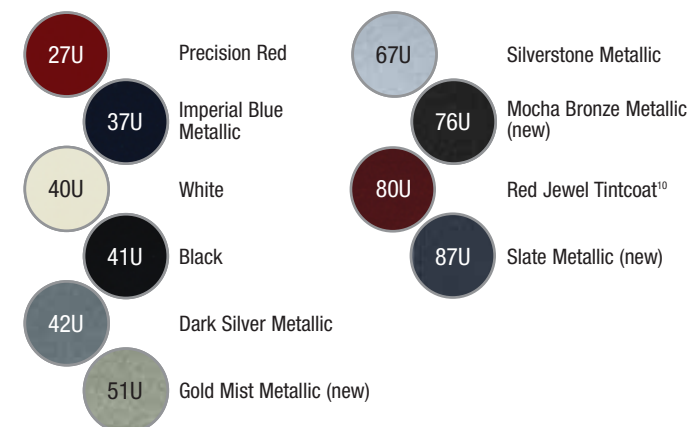 27U Precision Red
37U Imperial Blue
Metallic
40U White
41U Black
42U Dark Silver Metallic
51U Gold Mist Metallic (new)
67U Silverstone Metallic
76U Mocha Bronze Metallic
(new)
80U Red Jewel Tintcoat¹⁰
87U Slate Metallic (new)